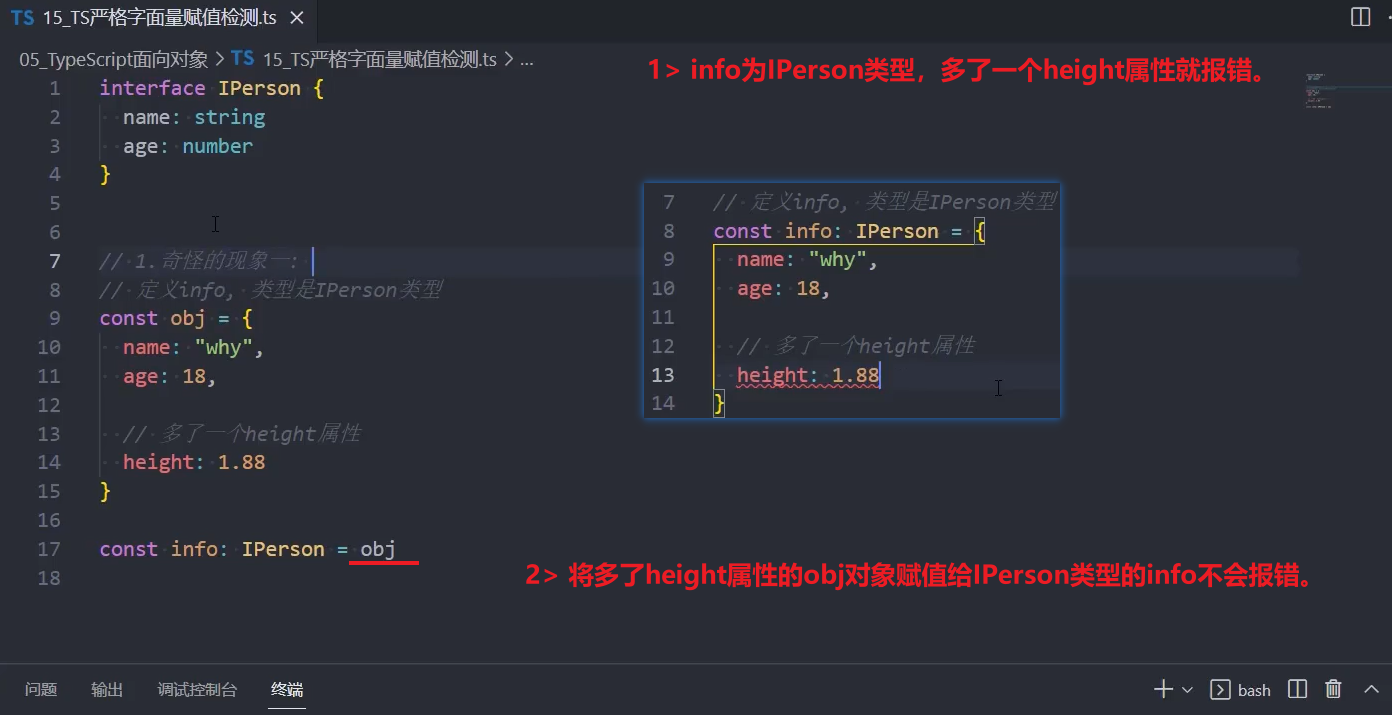 TS 15_TS严格字面量赋值检测.ts ×
05_TypeScript面向对象 > TS 15_TS严格字面量赋值检测.ts > ...
1> info为IPerson类型，多了一个height属性就报错。
1 interface IPerson {
2 name: string
3 age: number
4 }
5
6
7 // 1.奇怪的现象一:
8 // 定义info, 类型是IPerson类型
9 const obj = {
10 name: "why",
11 age: 18,
12
13 // 多了一个height属性
14 height: 1.88
15 }
16
17 const info: IPerson = obj
18
7 // 定义info, 类型是IPerson类型
8 const info: IPerson = {
9 name: "why",
10 age: 18,
11
12 // 多了一个height属性
13 height: 1.88
14 }
2> 将多了height属性的obj对象赋值给IPerson类型的info不会报错。
问题 输出 调试控制台 终端 bash